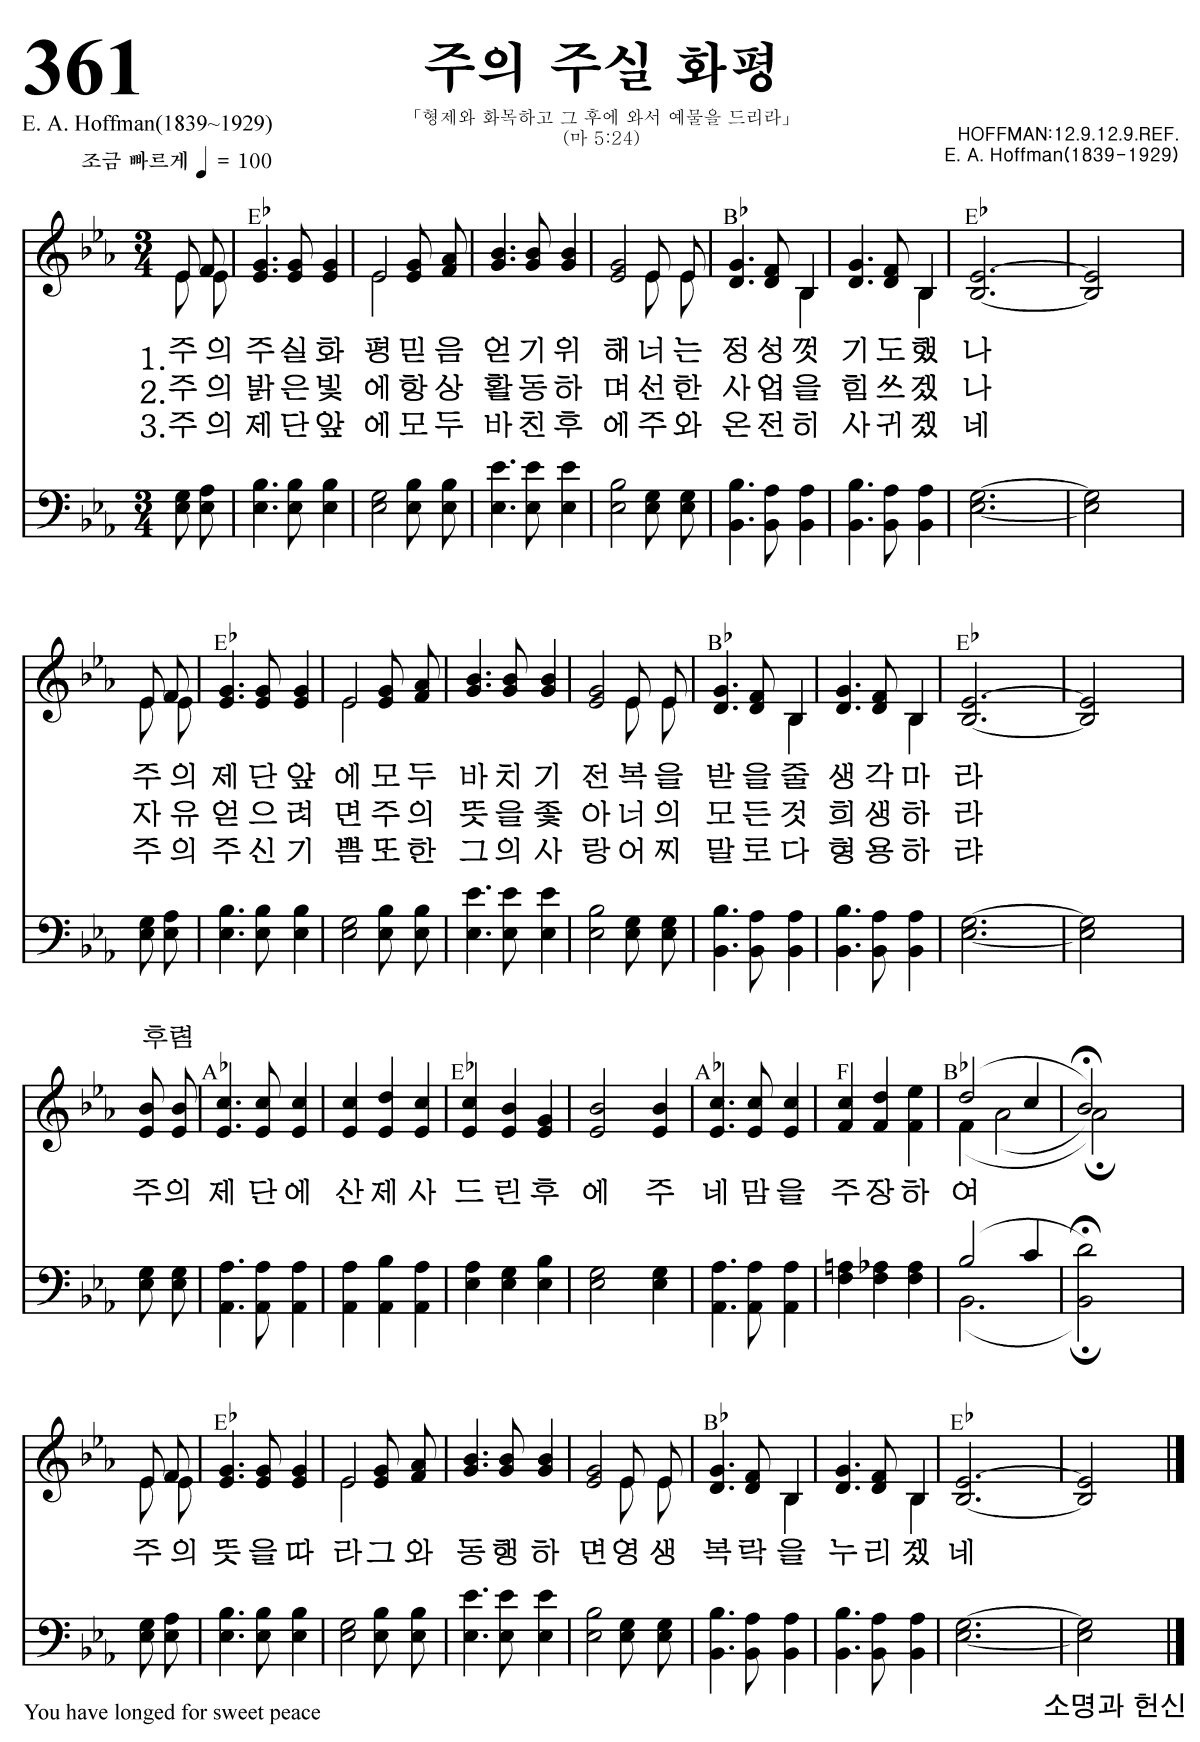 361
주의 주실 화평
「형제와 화목하고 그 후에 와서 예물을 드리라」
(마 5:24)
E. A. Hoffman(1839~1929)
HOFFMAN:12.9.12.9.REF.
E. A. Hoffman(1839-1929)
조금 빠르게 ♩ = 100
E♭ B♭ E♭
3/4
1.주의 주실화 평믿음 얻기위 해너는 정성껏 기도했 나
2.주의 밝은빛 에항상 활동하 며선한 사업을 힘쓰겠 나
3.주의 제단앞 에모두 바친후 에주와 온전히 사귀겠 네
3/4
E♭ B♭ E♭
주의 제단앞 에모두 바치기 전복을 받을줄 생각마 라
자유 얻으려 면주의 뜻을좇 아너의 모든것 희생하 라
주의 주신기 쁨또한 그의사 랑어찌 말로다 형용하 랴
후렴
A♭ E♭ A♭ F B♭
주의 제단에 산제사 드린후 에 주 네맘을 주장하 여
E♭ B♭ E♭
주의 뜻을따 라그와 동행하 면영생 복락을 누리겠 네
You have longed for sweet peace
소명과 헌신